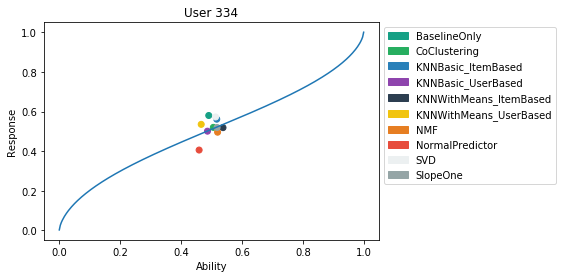 User 334
1.0
0.8
0.6
0.4
0.2
0.0
Response
0.0 0.2 0.4 0.6 0.8 1.0
Ability
BaselineOnly
CoClustering
KNNBasic_ItemBased
KNNBasic_UserBased
KNNWithMeans_ItemBased
KNNWithMeans_UserBased
NMF
NormalPredictor
SVD
SlopeOne